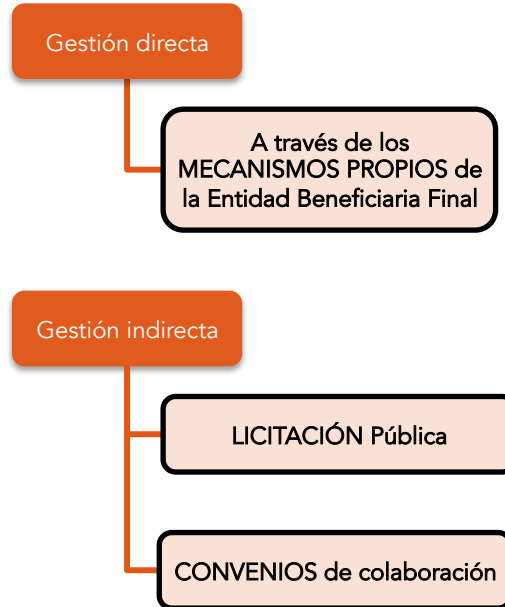 Gestión directa
A través de los
MECANISMOS PROPIOS de
la Entidad Beneficiaria Final
Gestión indirecta
LICITACIÓN Pública
CONVENIOS de colaboración